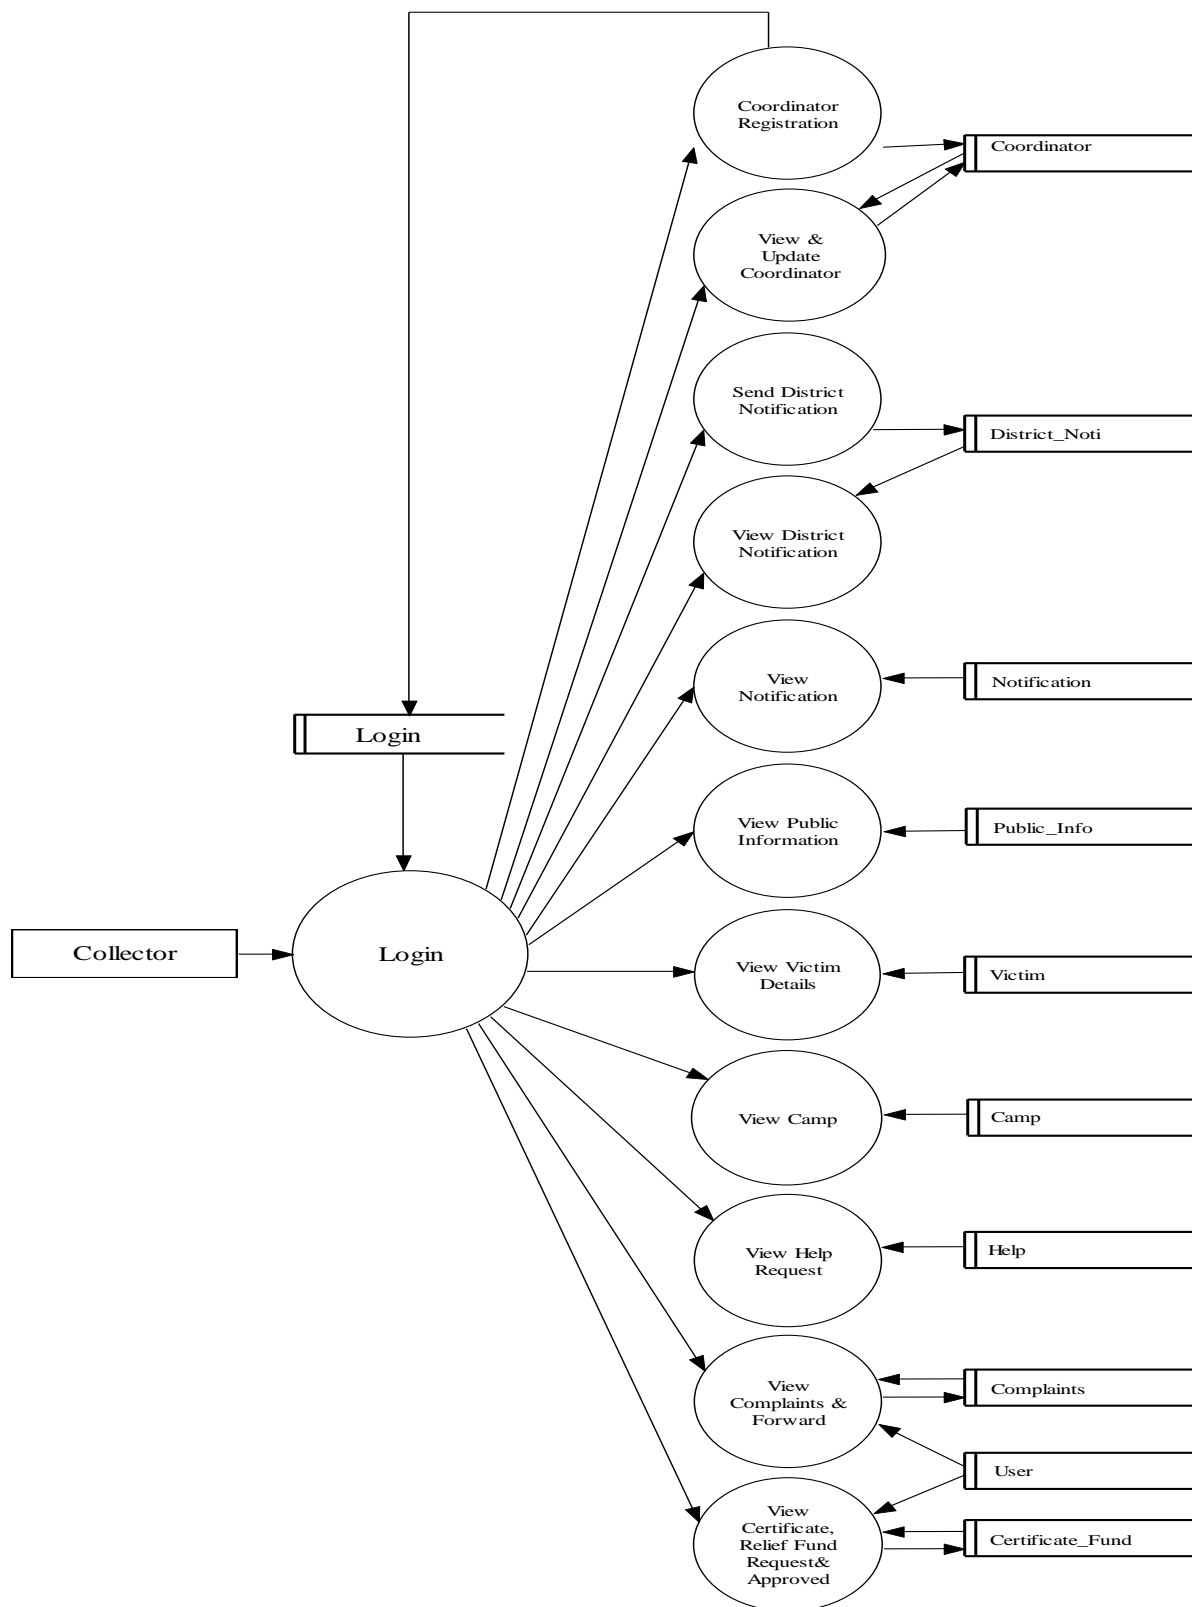 Coordinator
Registration
Coordinator
View &
Update
Coordinator
Send District
Notification
District_Noti
View District
Notification
View
Notification
Notification
Login
View Public
Information
Public_Info
Collector
Login
View Victim
Details
Victim
View Camp
Camp
View Help
Request
Help
View
Complaints &
Forward
Complaints
User
View
Certificate,
Relief Fund
Request&
Approved
Certificate_Fund